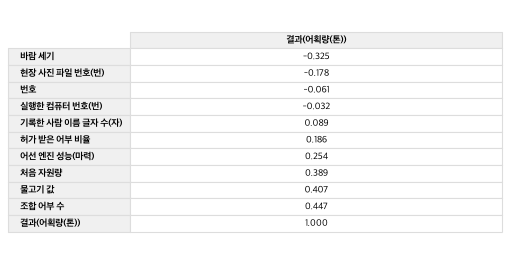 결과(어획량(톤))
바람 세기 -0.325
현장 사진 파일 번호(번) -0.178
번호 -0.061
실행한 컴퓨터 번호(번) -0.032
기록한 사람 이름 글자 수(자) 0.089
허가 받은 어부 비율 0.186
어선 엔진 성능(마력) 0.254
처음 자원량 0.389
물고기 값 0.407
조합 어부 수 0.447
결과(어획량(톤)) 1.000